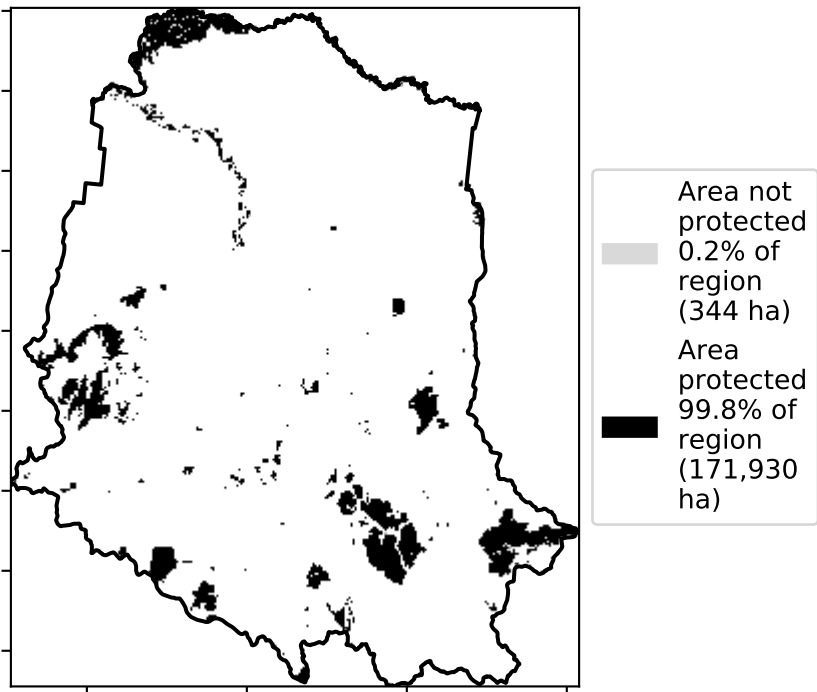 Area not
protected
0.2% of
region
(344 ha)
Area
protected
99.8% of
region
(171,930
ha)